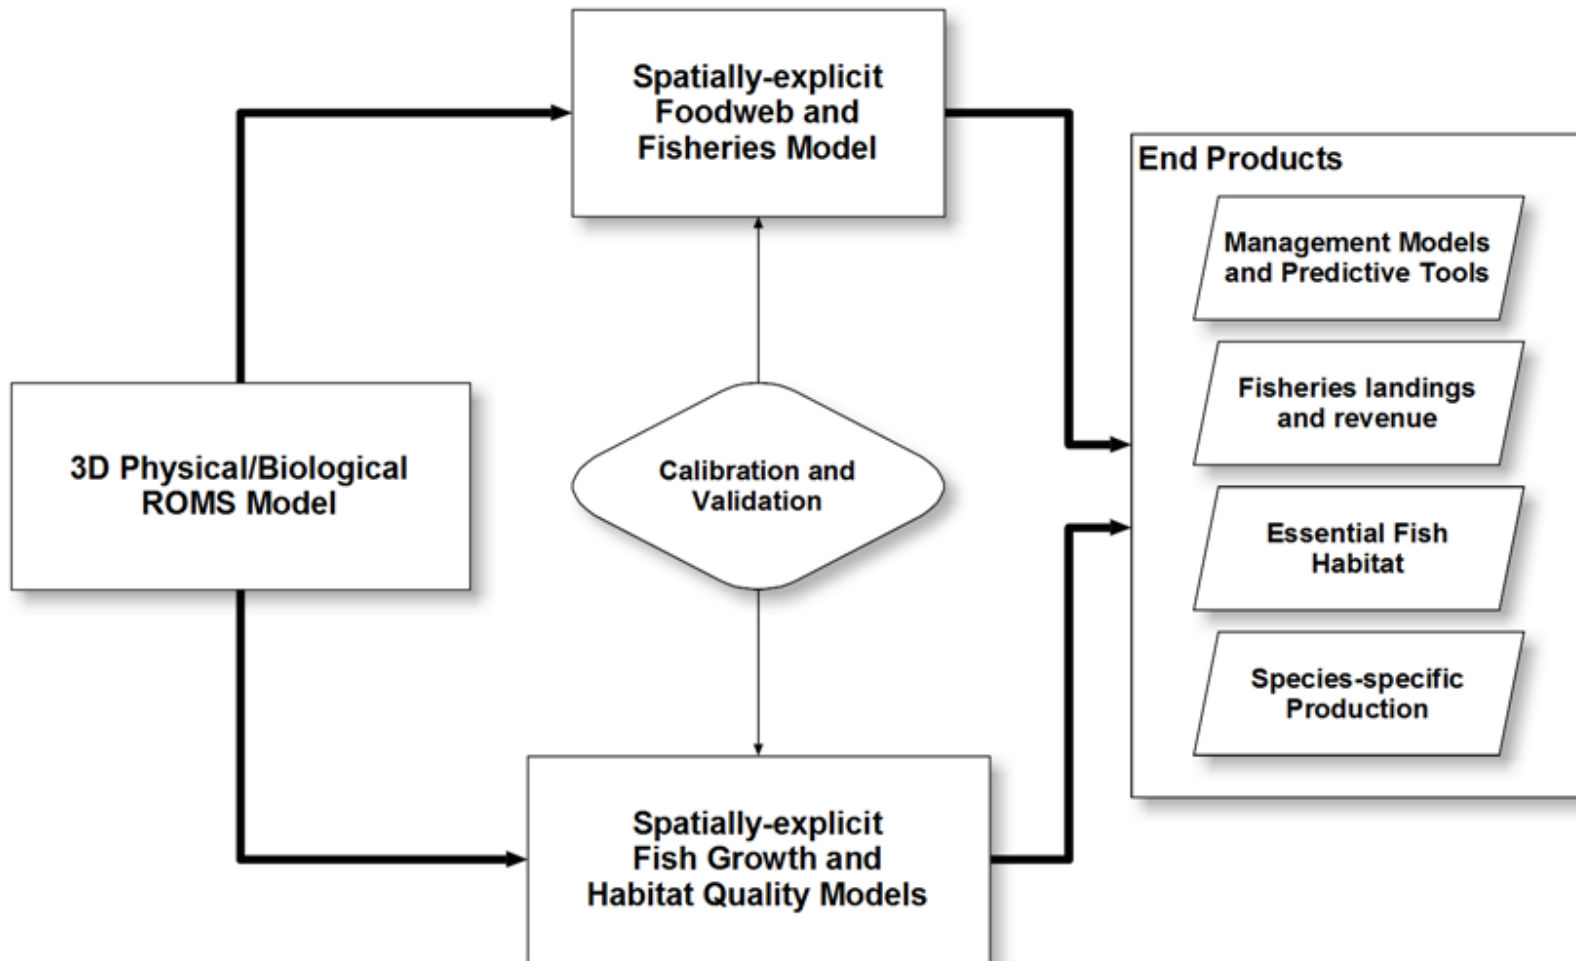 Spatially-explicit
Foodweb and
Fisheries Model
End Products
Management Models
and Predictive Tools
Fisheries landings
and revenue
3D Physical/Biological
ROMS Model
Calibration and
Validation
Essential Fish
Habitat
Species-specific
Production
Spatially-explicit
Fish Growth and
Habitat Quality Models